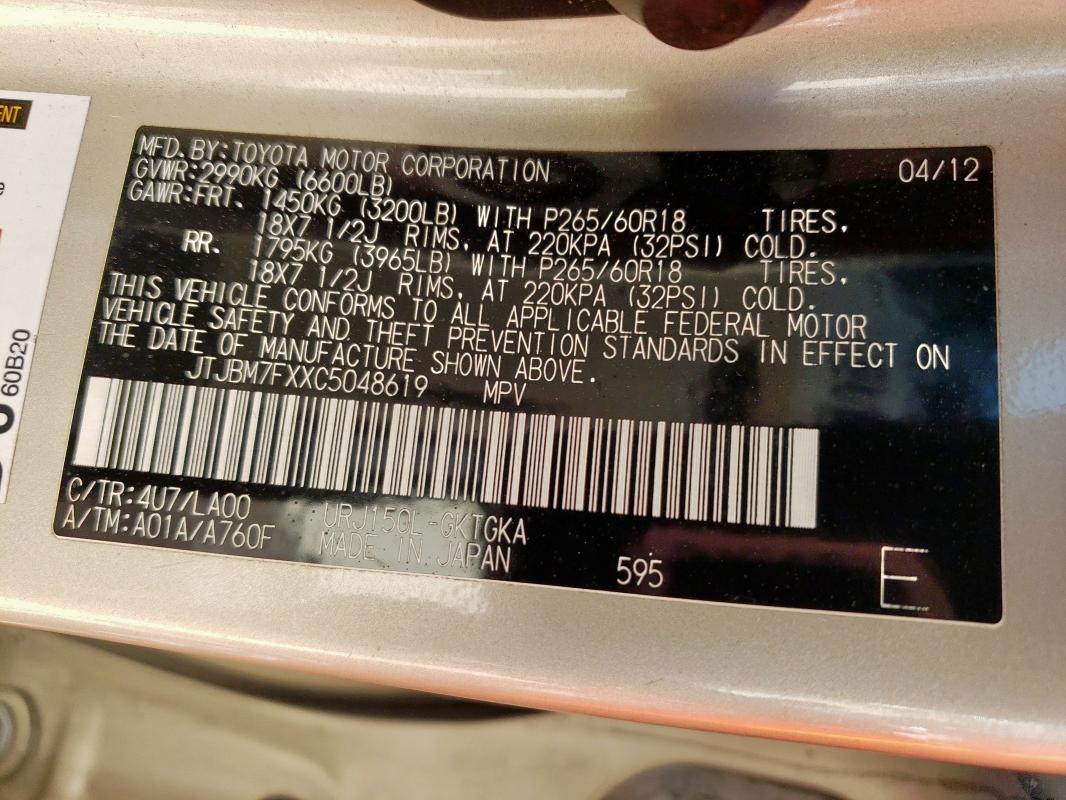 ENT
e
60B20
MFD. BY:TOYOTA MOTOR CORPORATION 04/12
GVWR:2990KG (6600LB)
GAWR:FRT. 1450KG (3200LB) WITH P265/60R18 TIRES,
18X7 1/2J RIMS, AT 220KPA (32PSI) COLD.
RR. 1795KG (3965LB) WITH P265/60R18 TIRES,
18X7 1/2J RIMS, AT 220KPA (32PSI) COLD.
THIS VEHICLE CONFORMS TO ALL APPLICABLE FEDERAL MOTOR
VEHICLE SAFETY AND THEFT PREVENTION STANDARDS IN EFFECT ON
THE DATE OF MANUFACTURE SHOWN ABOVE.
JTJBM7FXXC5048619 MPV
C/TR:4U7/LA00 URJ150L-GKTGKA
A/TM:A01A/A760F MADE IN JAPAN 595 E